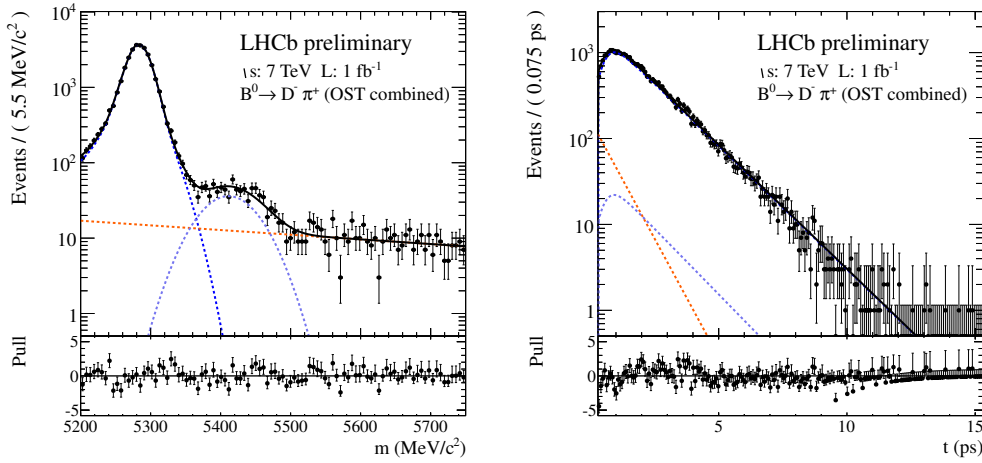 LHCb preliminary
√s: 7 TeV L: 1 fb⁻¹
B⁰→ D⁻ π⁺ (OST combined)
Events / ( 5.5 MeV/c² )
10⁴
10³
10²
10
1
Pull
5
0
-5
5200 5300 5400 5500 5600 5700
m (MeV/c²)
LHCb preliminary
√s: 7 TeV L: 1 fb⁻¹
B⁰→ D⁻ π⁺ (OST combined)
Events / ( 0.075 ps )
10³
10²
10
1
Pull
5
0
-5
5 10 15
t (ps)